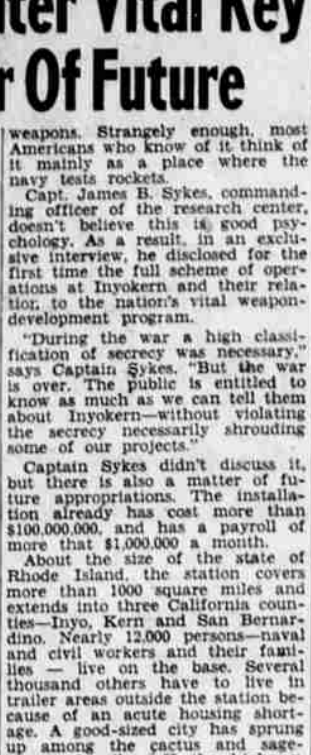 ter Vital Key
r Of Future
weapons. Strangely enough, most
Americans who know of it think of
it mainly as a place where the
navy tests rockets.
Capt. James B. Sykes, command-
ing officer of the research center,
doesn't believe this is good psy-
chology. As a result, in an exclu-
sive interview, he disclosed for the
first time the full scheme of oper-
ations at Inyokern and their rela-
tion to the nation's vital weapon-
development program.
"During the war a high classi-
fication of secrecy was necessary,"
says Captain Sykes. "But the war
is over. The public is entitled to
know as much as we can tell them
about Inyokern—without violating
the secrecy necessarily shrouding
some of our projects."
Captain Sykes didn't discuss it,
but there is also a matter of fu-
ture appropriations. The installa-
tion already has cost more than
$100,000,000, and has a payroll of
more that $1,000,000 a month.
About the size of the state of
Rhode Island, the station covers
more than 1000 square miles and
extends into three California coun-
ties—Inyo, Kern and San Bernar-
dino. Nearly 12,000 persons—naval
and civil workers and their fami-
lies — live on the base. Several
thousand others have to live in
trailer areas outside the station be-
cause of an acute housing short-
age. A good-sized city has sprung
up among the cactus and sage-